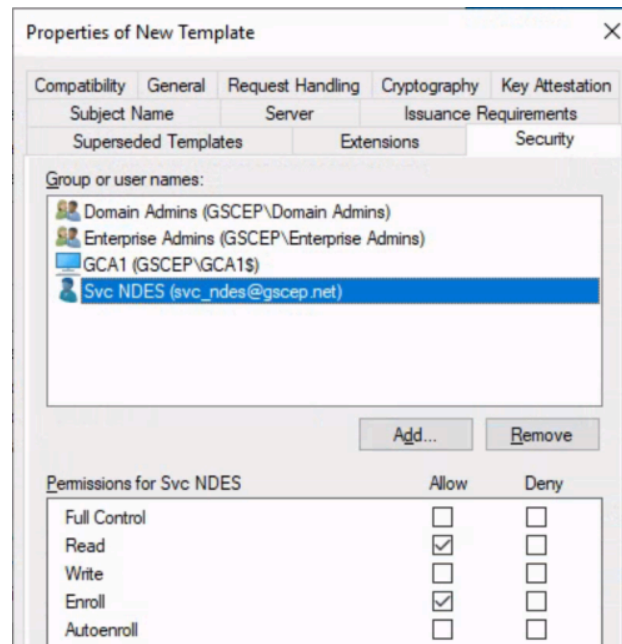 Properties of New Template
Compatibility General Request Handling Cryptography Key Attestation
Subject Name Server Issuance Requirements
Superseded Templates Extensions Security
Group or user names:
Domain Admins (GSCEP\Domain Admins)
Enterprise Admins (GSCEP\Enterprise Admins)
GCA1 (GSCEP\GCA1$)
Svc NDES (svc_ndes@gscep.net)
Add... Remove
Permissions for Svc NDES Allow Deny
Full Control
Read
Write
Enroll
Autoenroll